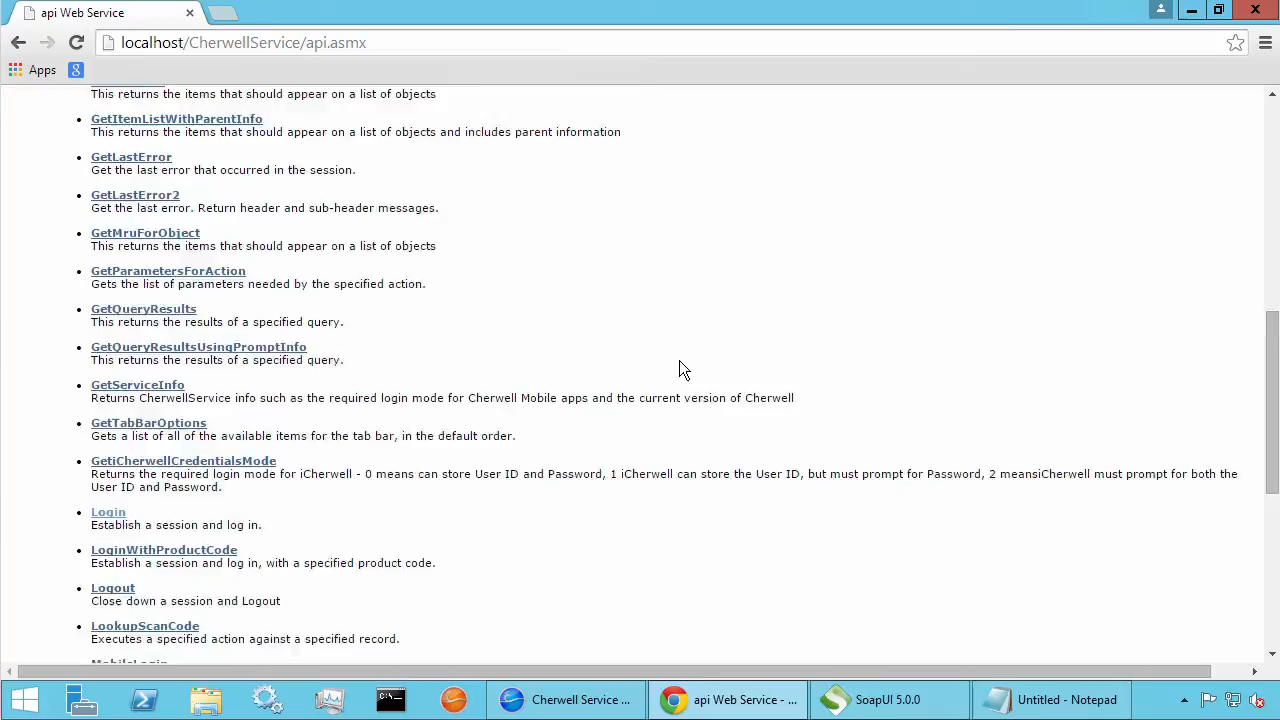 api Web Service
localhost/CherwellService/api.asmx
Apps
This returns the items that should appear on a list of objects
GetItemListWithParentInfo
This returns the items that should appear on a list of objects and includes parent information
GetLastError
Get the last error that occurred in the session.
GetLastError2
Get the last error. Return header and sub-header messages.
GetMruForObject
This returns the items that should appear on a list of objects
GetParametersForAction
Gets the list of parameters needed by the specified action.
GetQueryResults
This returns the results of a specified query.
GetQueryResultsUsingPromptInfo
This returns the results of a specified query.
GetServiceInfo
Returns CherwellService info such as the required login mode for Cherwell Mobile apps and the current version of Cherwell
GetTabBarOptions
Gets a list of all of the available items for the tab bar, in the default order.
GetiCherwellCredentialsMode
Returns the required login mode for iCherwell - 0 means can store User ID and Password, 1 iCherwell can store the User ID, but must prompt for Password, 2 meansiCherwell must prompt for both the
User ID and Password.
Login
Establish a session and log in.
LoginWithProductCode
Establish a session and log in, with a specified product code.
Logout
Close down a session and Logout
LookupScanCode
Executes a specified action against a specified record.
MobileLogin
Cherwell Service ...
api Web Service - ...
SoapUI 5.0.0
Untitled - Notepad